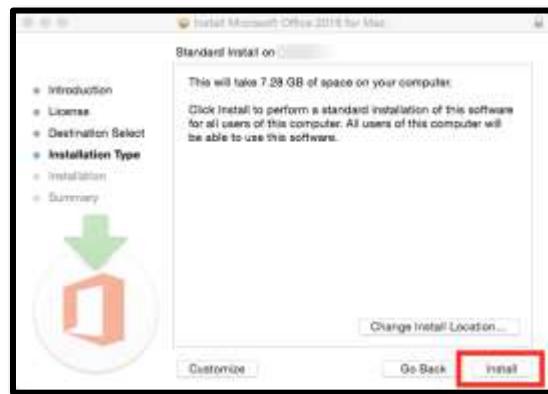 Install Microsoft Office 2016 for Mac
Standard Install on
Introduction
License
Destination Select
Installation Type
Installation
Summary
This will take 7.28 GB of space on your computer.
Click Install to perform a standard installation of this software
for all users of this computer. All users of this computer will
be able to use this software.
Change Install Location...
Customize
Go Back
Install